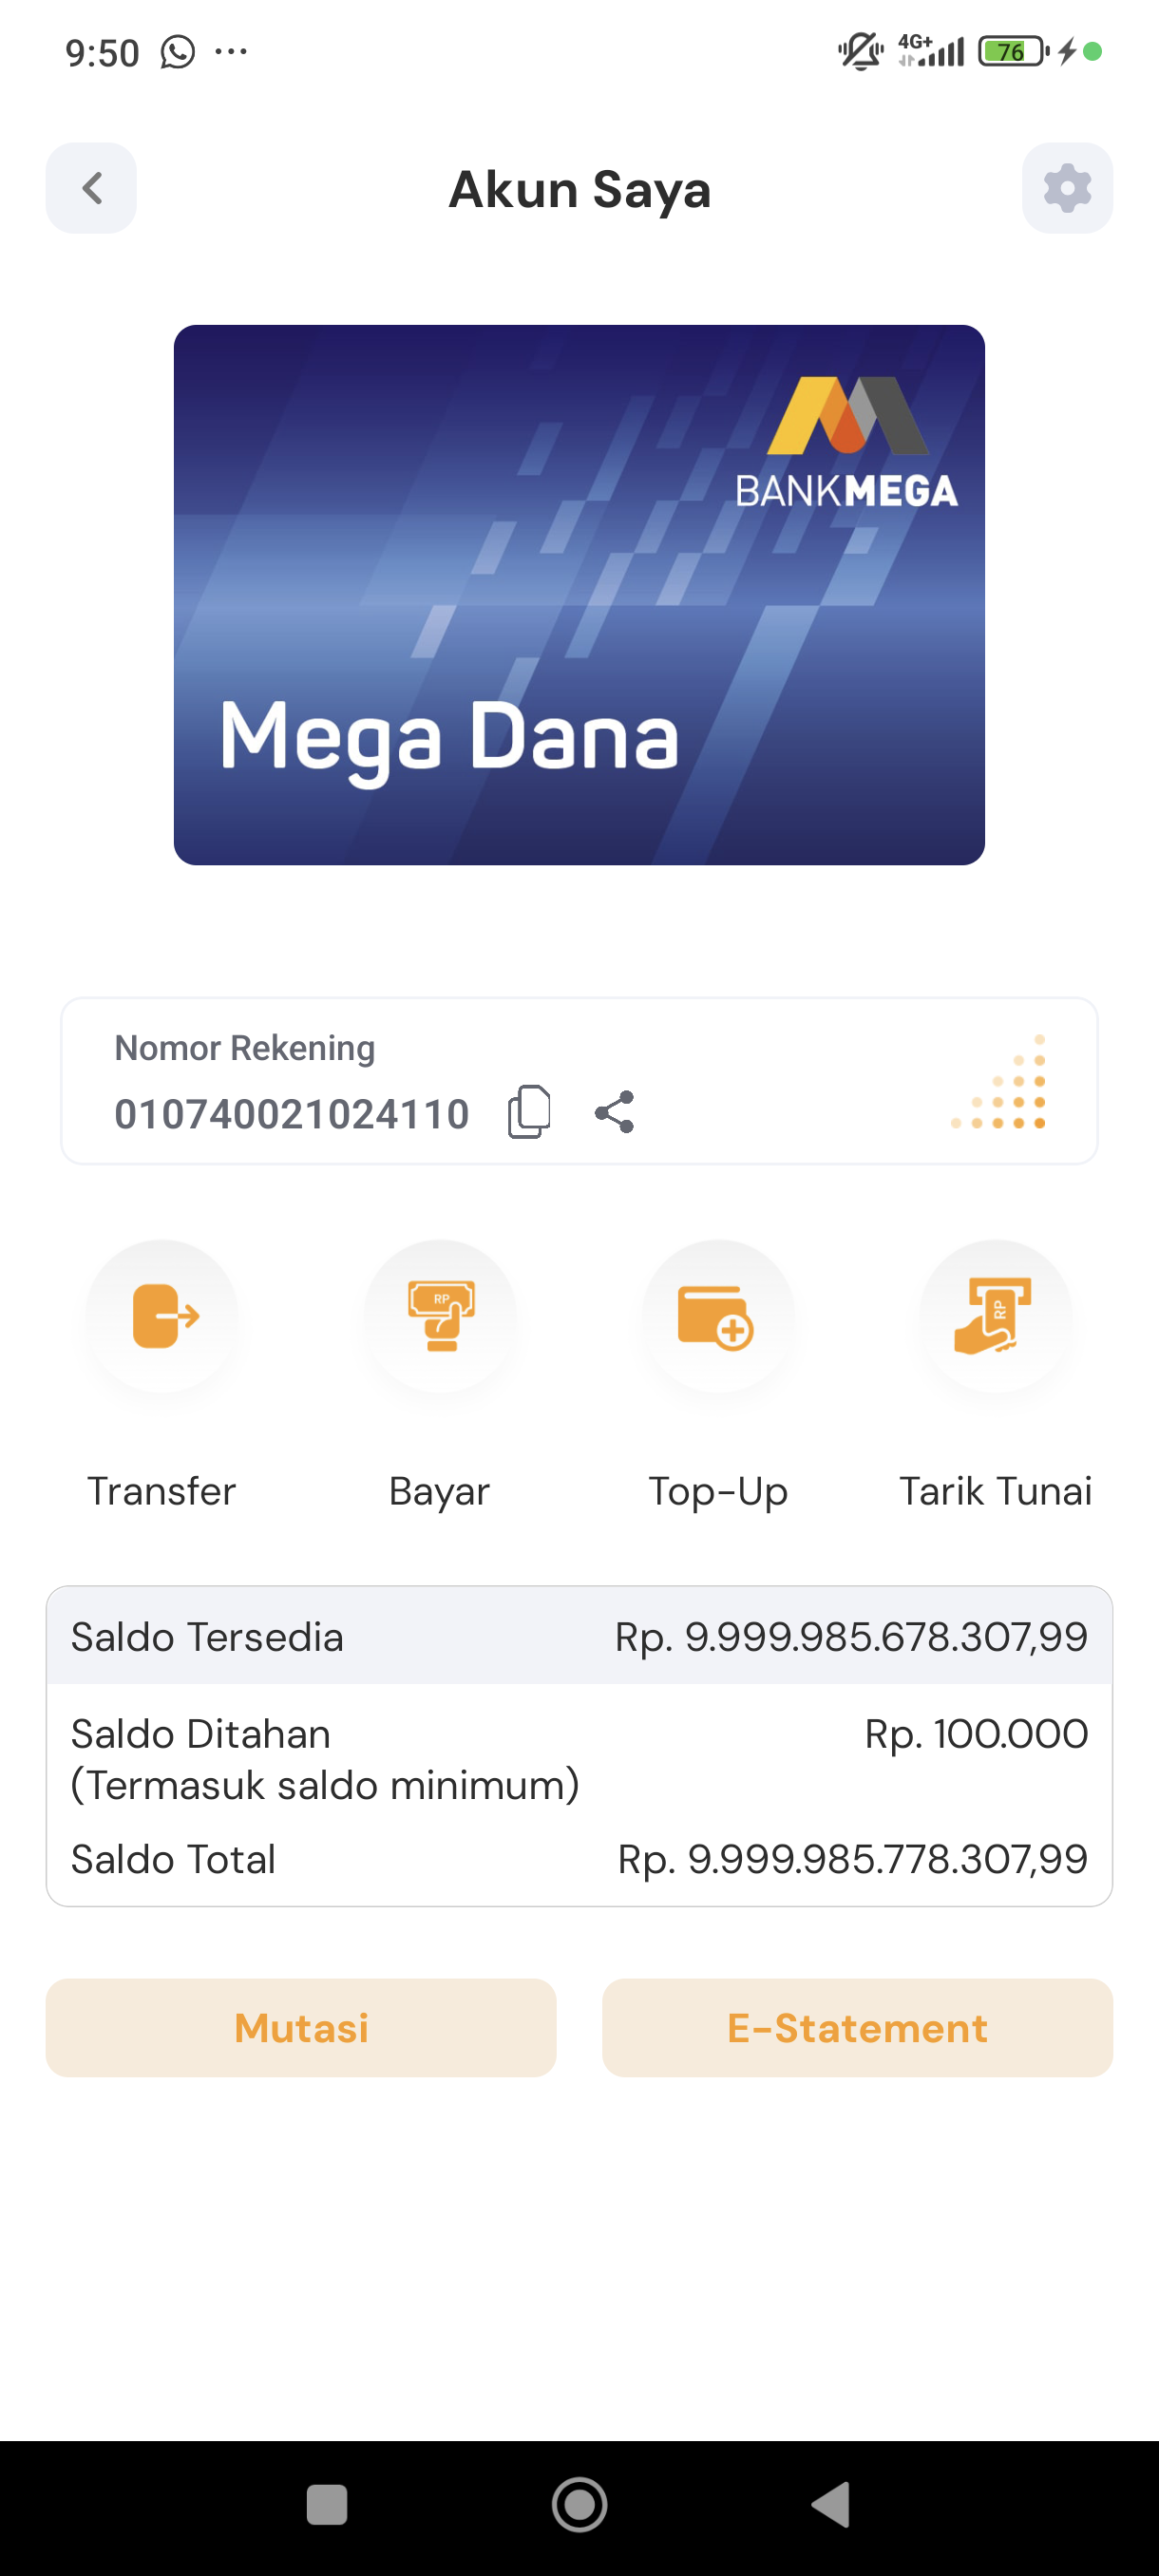 9:50
4G+
76
Akun Saya
BANKMEGA
Mega Dana
Nomor Rekening
010740021024110
RP
RP
Transfer
Bayar
Top-Up
Tarik Tunai
Saldo Tersedia
Rp. 9.999.985.678.307,99
Saldo Ditahan
Rp. 100.000
(Termasuk saldo minimum)
Saldo Total
Rp. 9.999.985.778.307,99
Mutasi
E-Statement